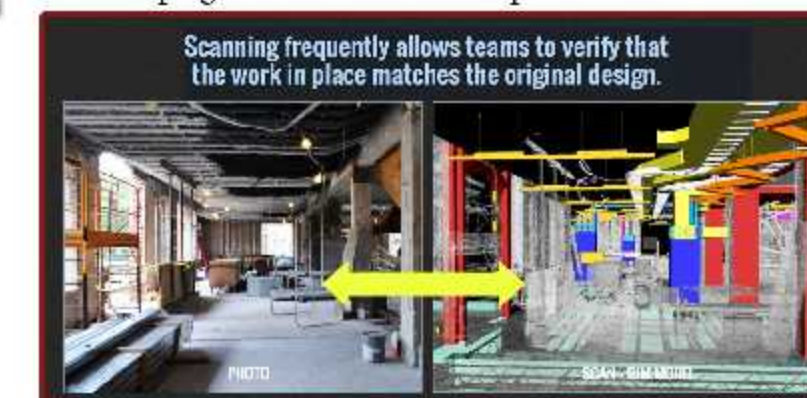 Scanning frequently allows teams to verify that
the work in place matches the original design.
PHOTO
SCAN - BIM MODEL